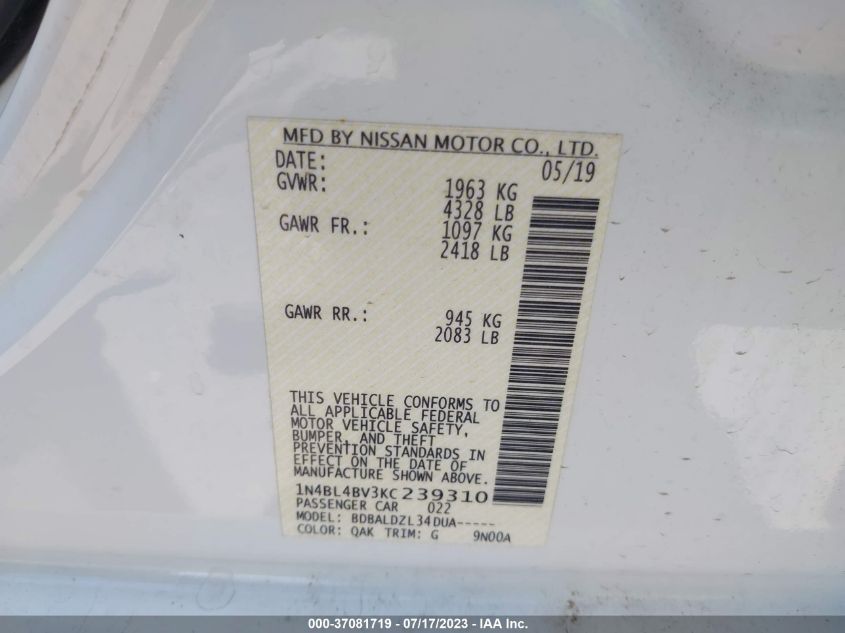 MFD BY NISSAN MOTOR CO., LTD.
DATE: 05/19
GVWR: 1963 KG
4328 LB
GAWR FR.: 1097 KG
2418 LB
GAWR RR.: 945 KG
2083 LB
THIS VEHICLE CONFORMS TO
ALL APPLICABLE FEDERAL
MOTOR VEHICLE SAFETY,
BUMPER, AND THEFT
PREVENTION STANDARDS IN
EFFECT ON THE DATE OF
MANUFACTURE SHOWN ABOVE.
1N4BL4BV3KC239310
PASSENGER CAR 022
MODEL: BDBALDZL34DUA-----
COLOR: QAK TRIM: G 9N00A
000-37081719 - 07/17/2023 - IAA Inc.